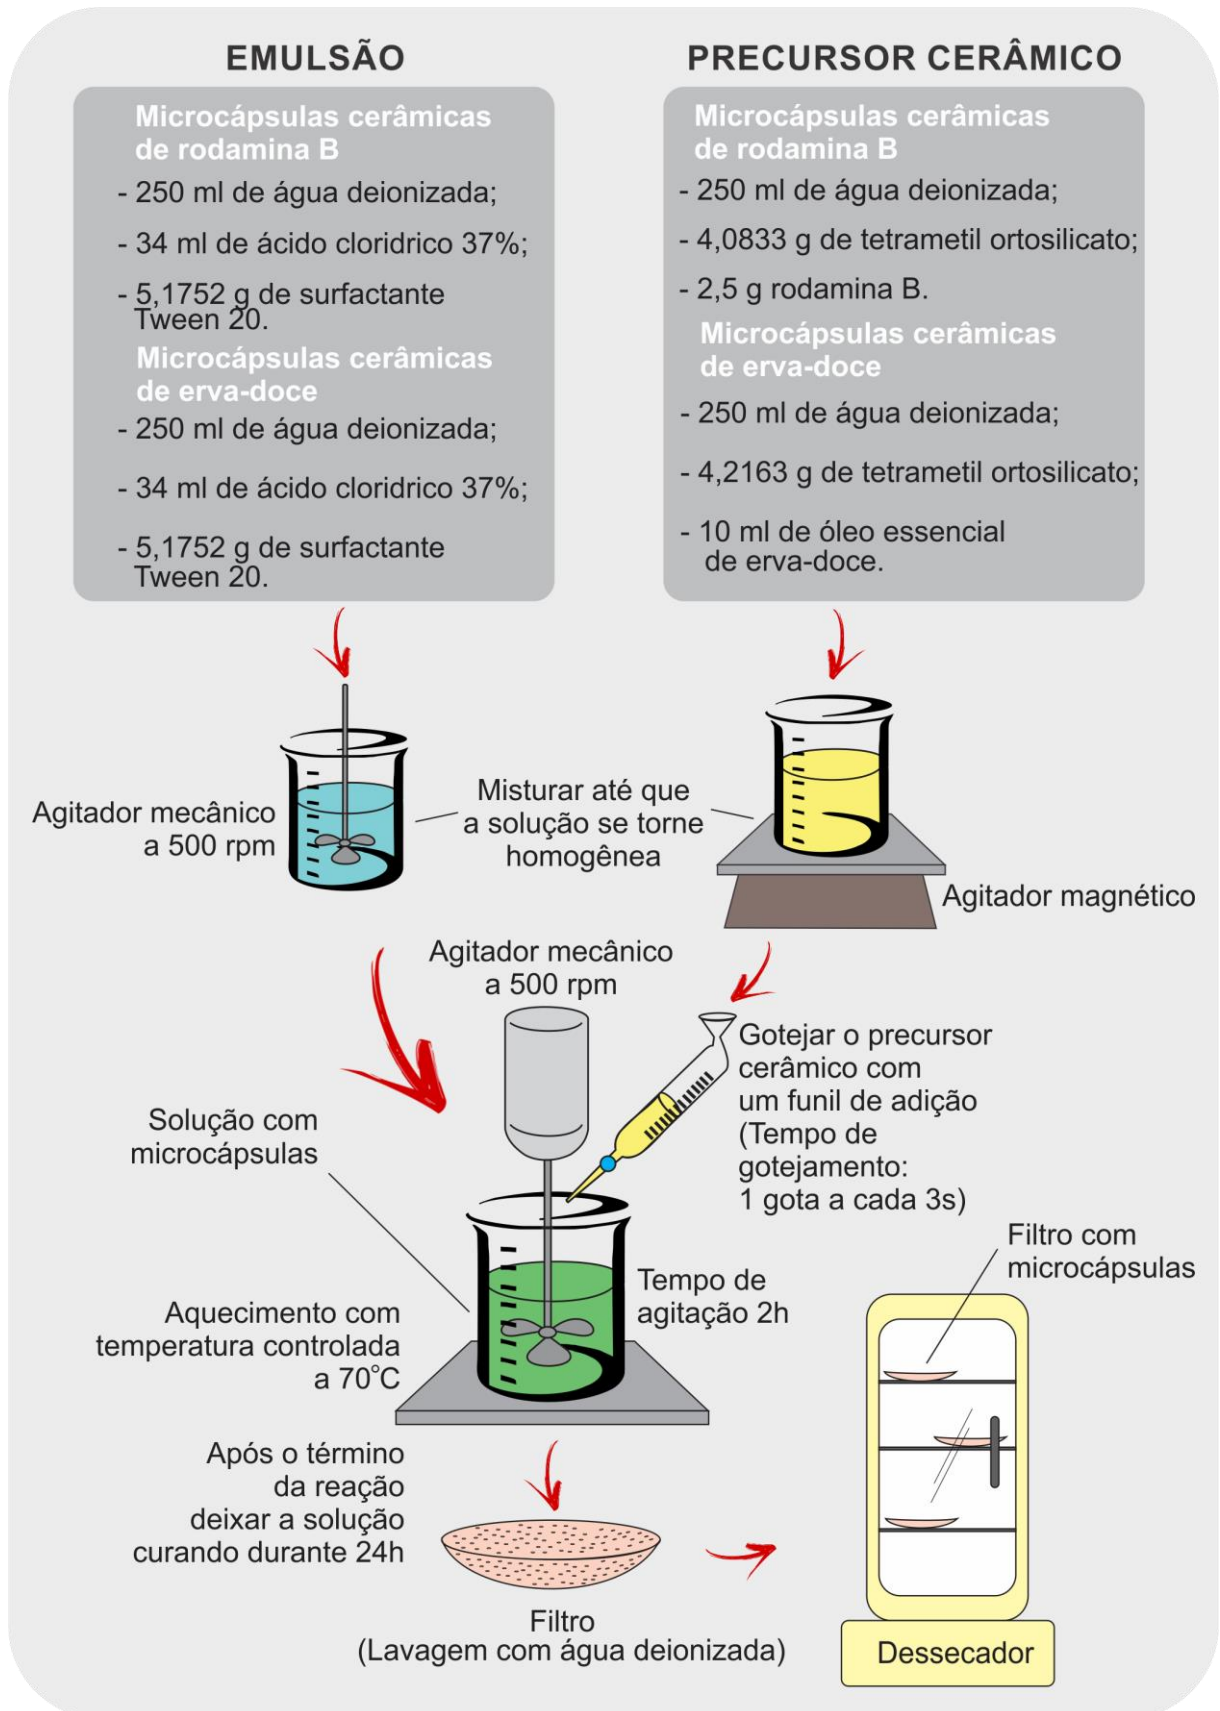 EMULSÃO
Microcápsulas cerâmicas
de rodamina B
- 250 ml de água deionizada;
- 34 ml de ácido cloridrico 37%;
- 5,1752 g de surfactante
Tween 20.
Microcápsulas cerâmicas
de erva-doce
- 250 ml de água deionizada;
- 34 ml de ácido cloridrico 37%;
- 5,1752 g de surfactante
Tween 20.
PRECURSOR CERÂMICO
Microcápsulas cerâmicas
de rodamina B
- 250 ml de água deionizada;
- 4,0833 g de tetrametil ortosilicato;
- 2,5 g rodamina B.
Microcápsulas cerâmicas
de erva-doce
- 250 ml de água deionizada;
- 4,2163 g de tetrametil ortosilicato;
- 10 ml de óleo essencial
de erva-doce.
Agitador mecânico
a 500 rpm
Misturar até que
a solução se torne
homogênea
Agitador magnético
Agitador mecânico
a 500 rpm
Gotejar o precursor
cerâmico com
um funil de adição
(Tempo de
gotejamento:
1 gota a cada 3s)
Solução com
microcápsulas
Aquecimento com
temperatura controlada
a 70°C
Tempo de
agitação 2h
Filtro com
microcápsulas
Após o término
da reação
deixar a solução
curando durante 24h
Filtro
(Lavagem com água deionizada)
Dessecador